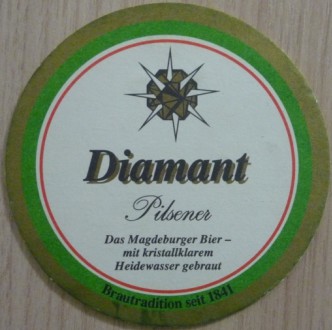 Diamant
Pilsener
Das Magdeburger Bier –
mit kristallklarem
Heidewasser gebraut
Brautradition seit 1841